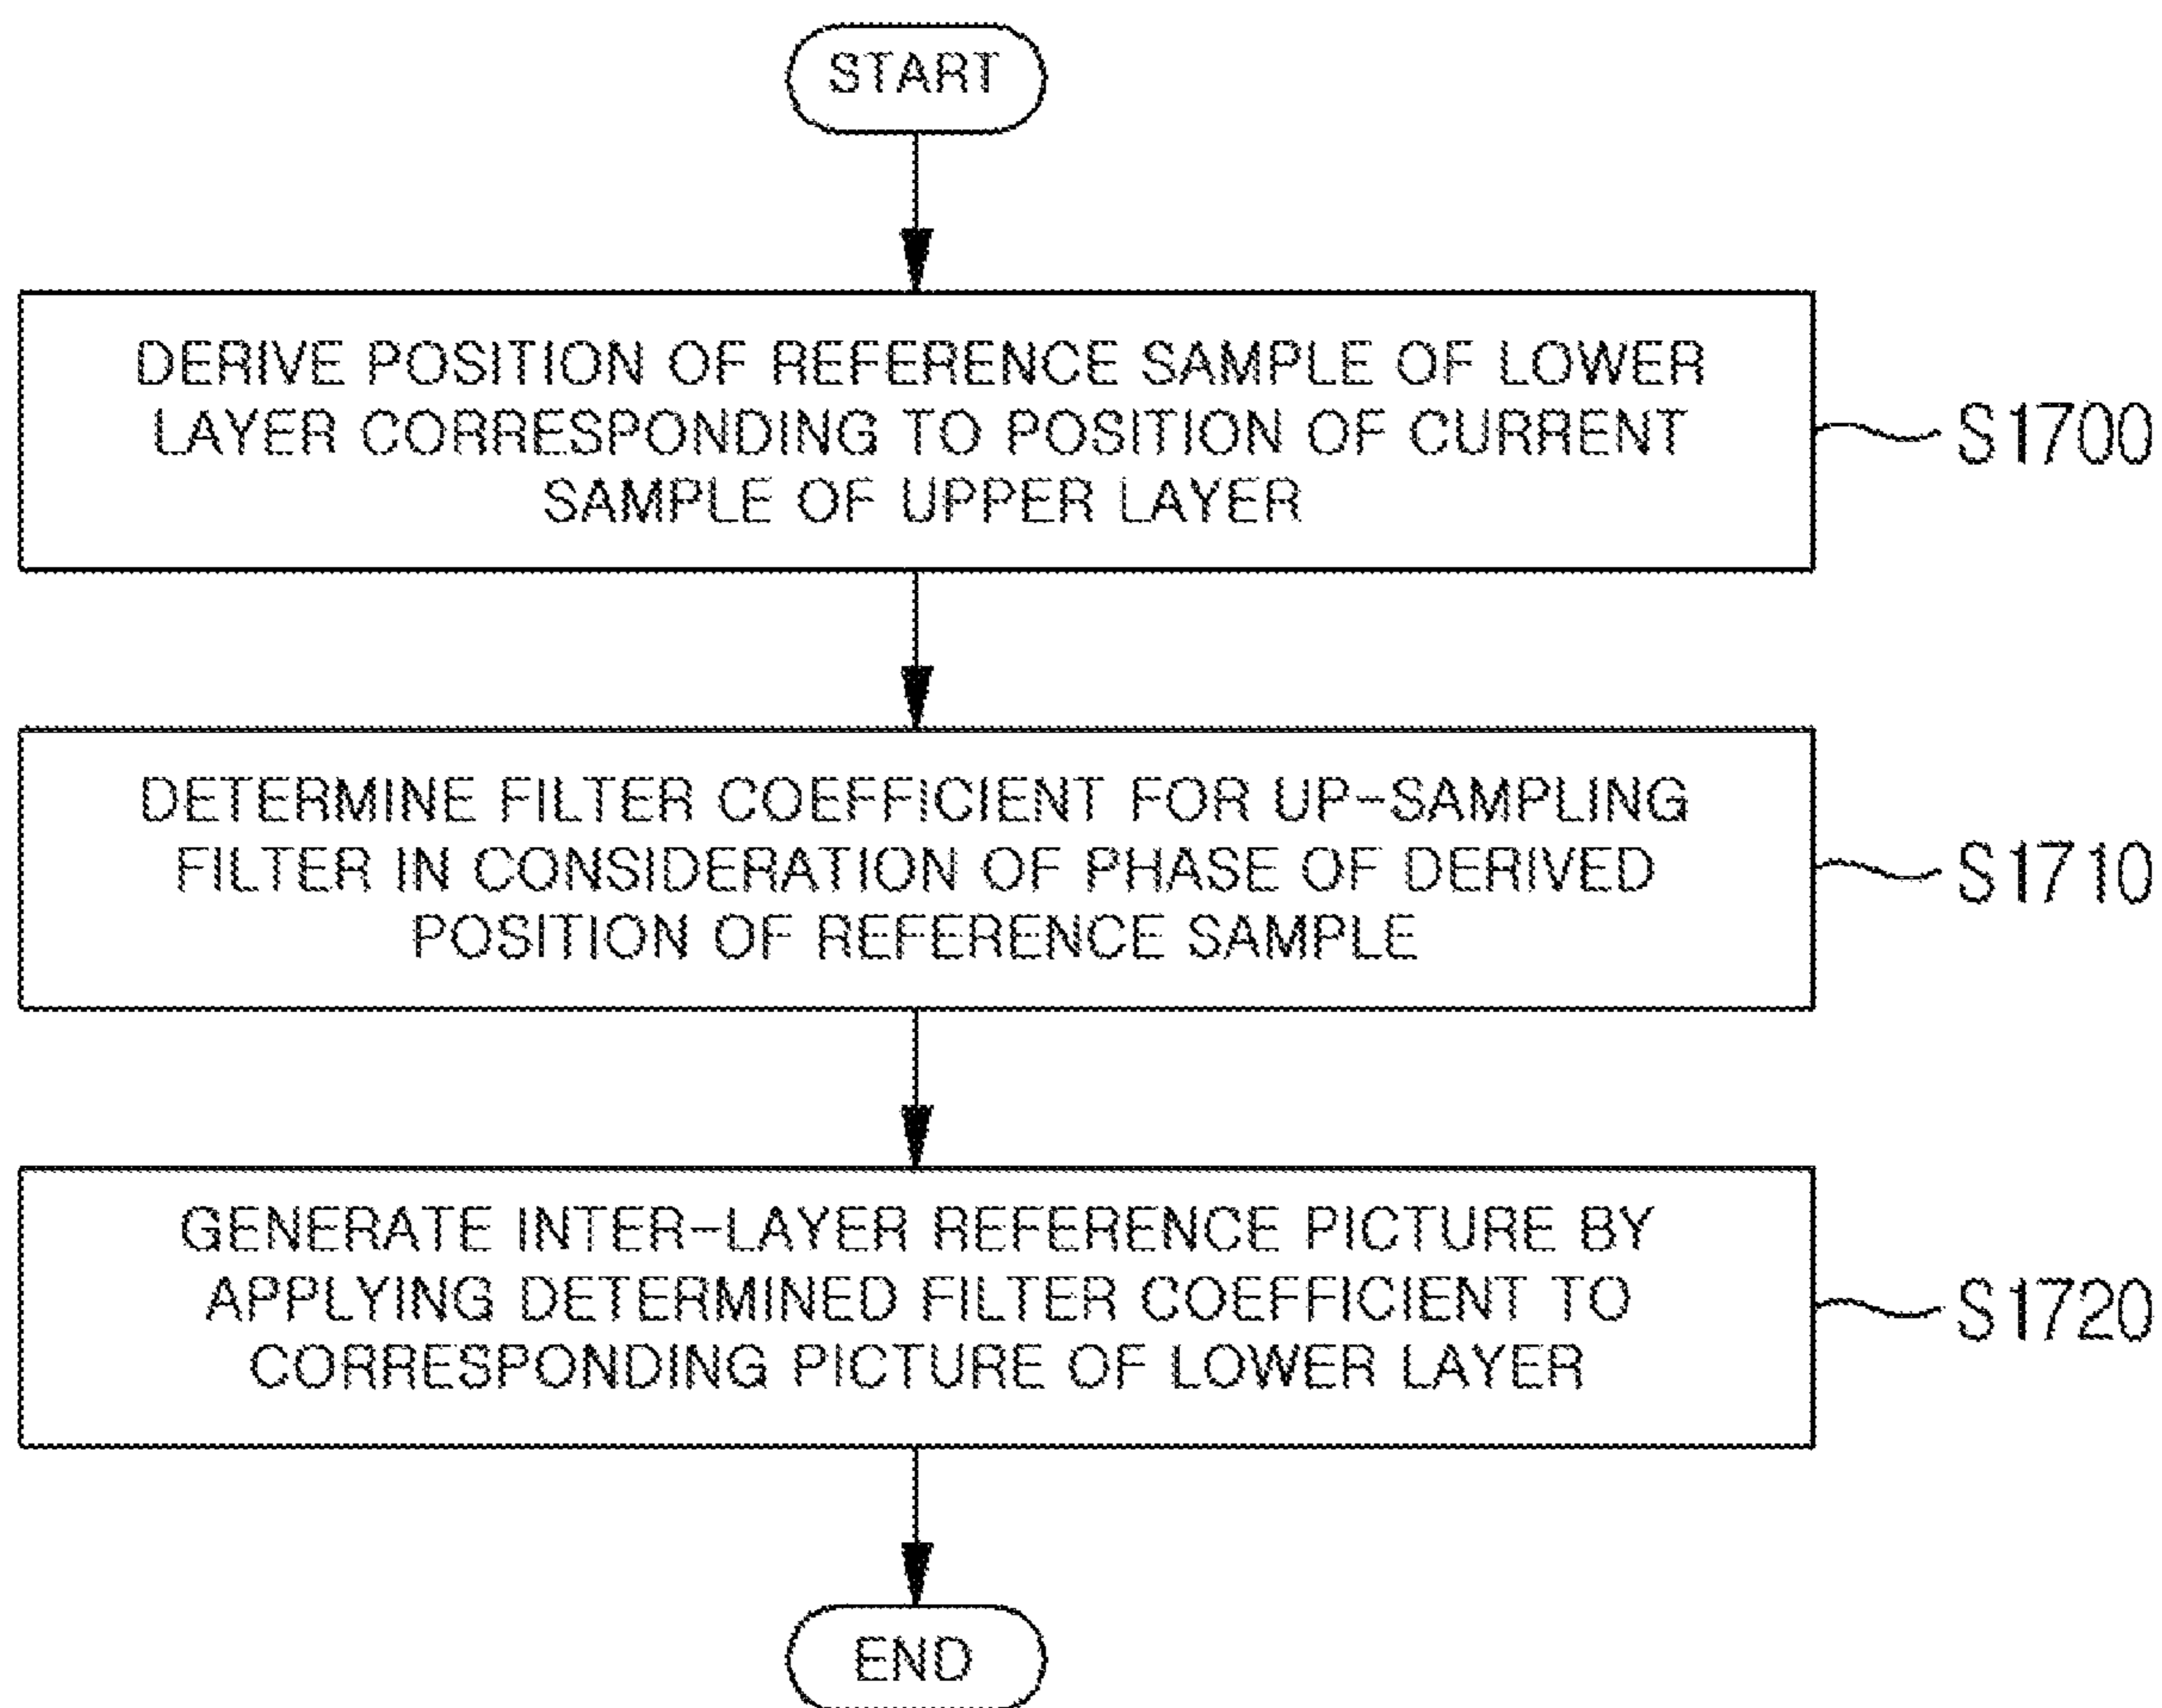 START
DERIVE POSITION OF REFERENCE SAMPLE OF LOWER
LAYER CORRESPONDING TO POSITION OF CURRENT
SAMPLE OF UPPER LAYER
S1700
DETERMINE FILTER COEFFICIENT FOR UP-SAMPLING
FILTER IN CONSIDERATION OF PHASE OF DERIVED
POSITION OF REFERENCE SAMPLE
S1710
GENERATE INTER-LAYER REFERENCE PICTURE BY
APPLYING DETERMINED FILTER COEFFICIENT TO
CORRESPONDING PICTURE OF LOWER LAYER
S1720
END